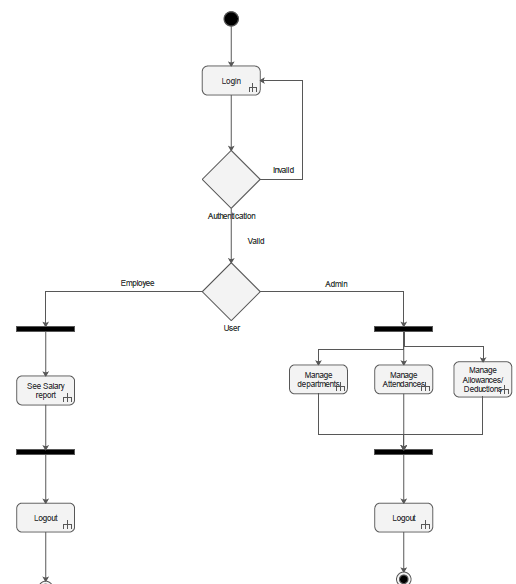 Login
Invalid
Authentication
Valid
Employee
Admin
User
See Salary
report
Manage
departments
Manage
Attendances
Manage
Allowances/
Deductions
Logout
Logout